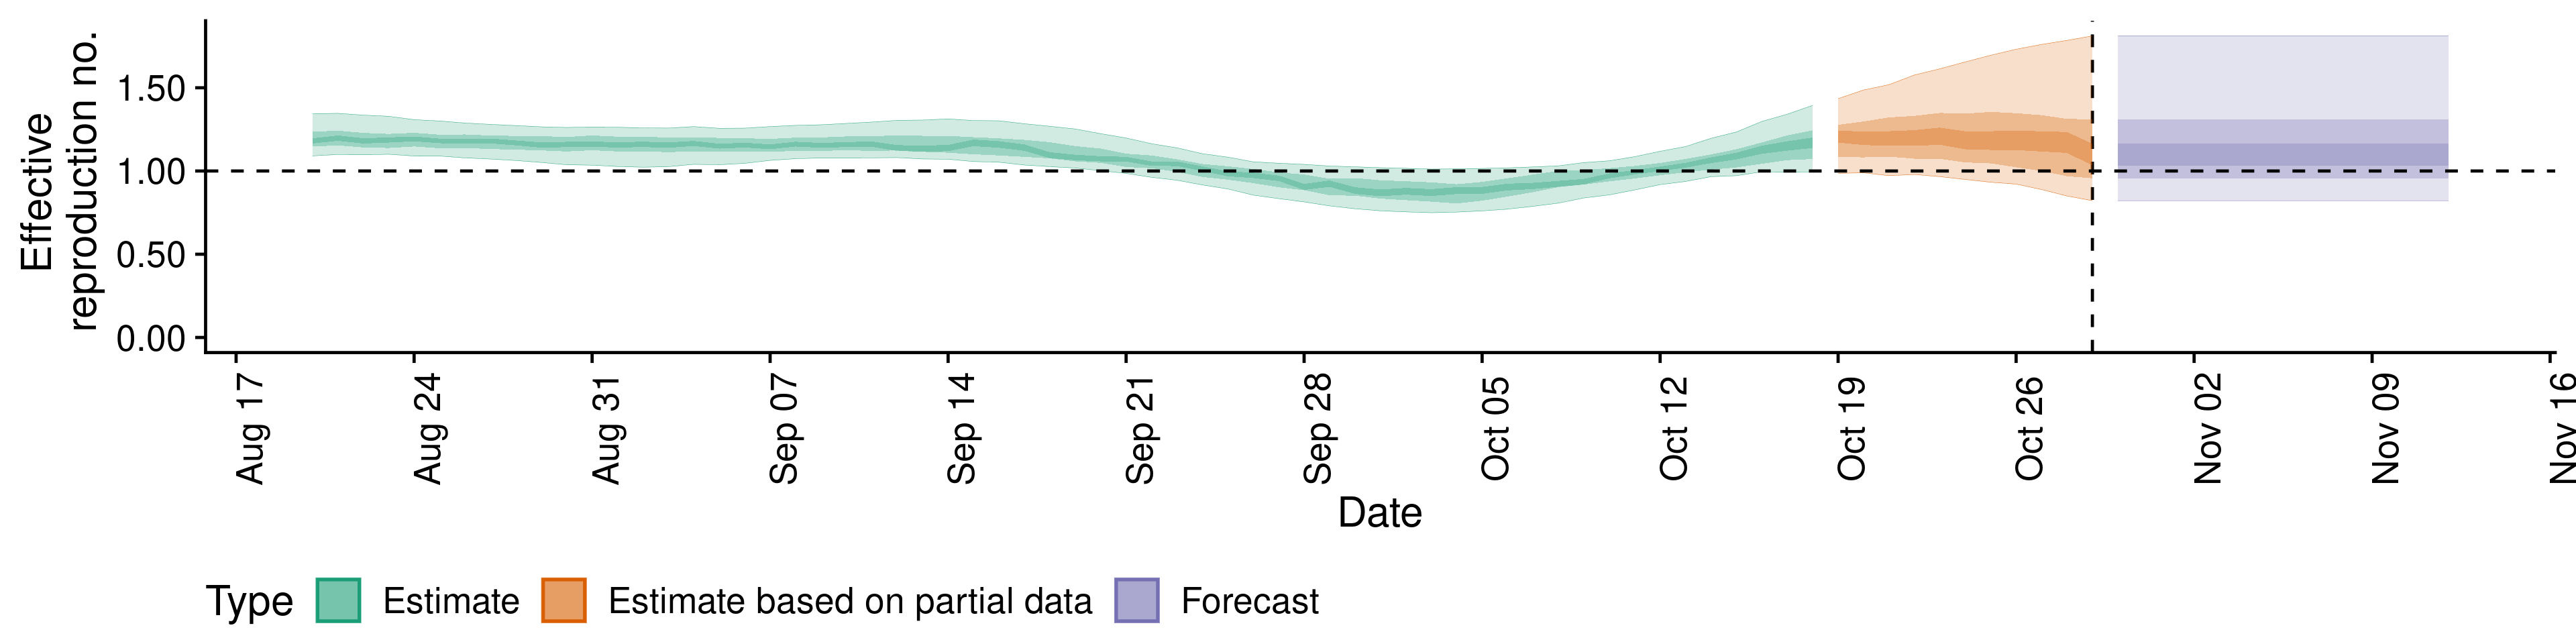 Effective
reproduction no.
1.50
1.00
0.50
0.00
Aug 17
Aug 24
Aug 31
Sep 07
Sep 14
Sep 21
Sep 28
Oct 05
Oct 12
Oct 19
Oct 26
Nov 02
Nov 09
Nov 16
Date
Type Estimate Estimate based on partial data Forecast